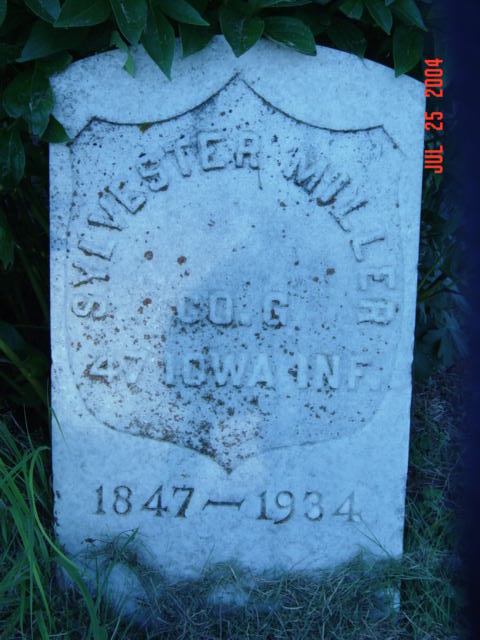 SYLVESTER MILLER
CO. G
47 IOWA INF.
1847—1934
JUL 25 2004